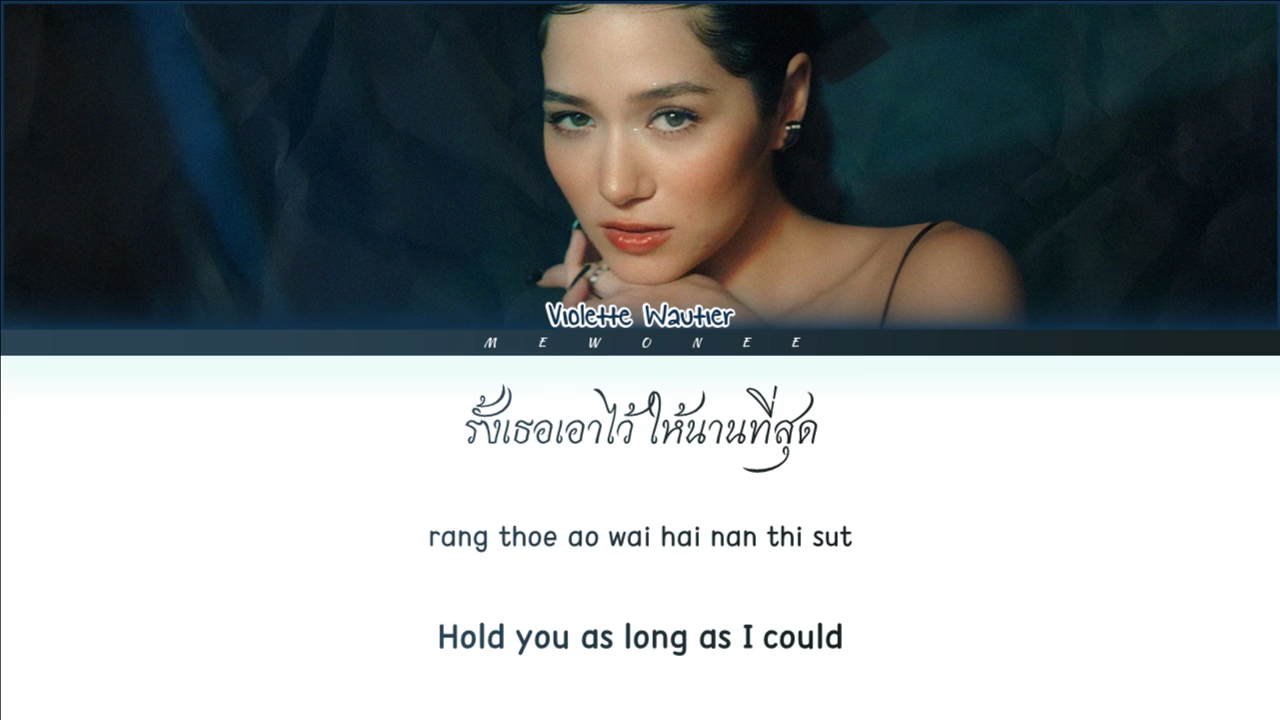 Violette Wautier
MEWONEE
รั้งเธอเอาไว้ ให้นานที่สุด
rang thoe ao wai hai nan thi sut
Hold you as long as I could